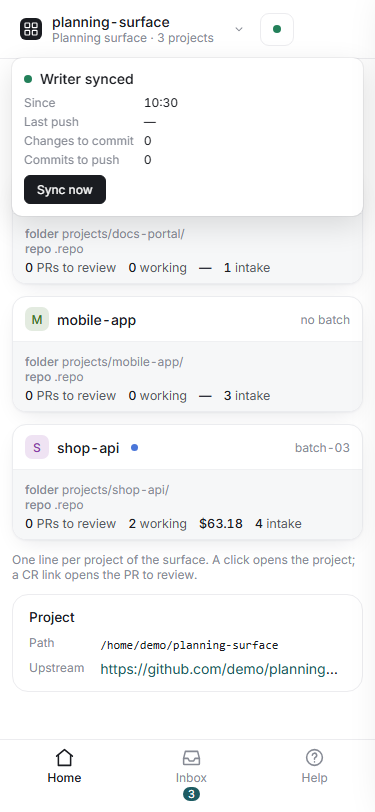 planning-surface
Planning surface · 3 projects
Writer synced
Since 10:30
Last push —
Changes to commit 0
Commits to push 0
Sync now
folder projects/docs-portal/
repo .repo
0 PRs to review 0 working — 1 intake
M mobile-app no batch
folder projects/mobile-app/
repo .repo
0 PRs to review 0 working — 3 intake
S shop-api batch-03
folder projects/shop-api/
repo .repo
0 PRs to review 2 working $63.18 4 intake
One line per project of the surface. A click opens the project;
a CR link opens the PR to review.
Project
Path /home/demo/planning-surface
Upstream https://github.com/demo/planning...
Home Inbox Help
3